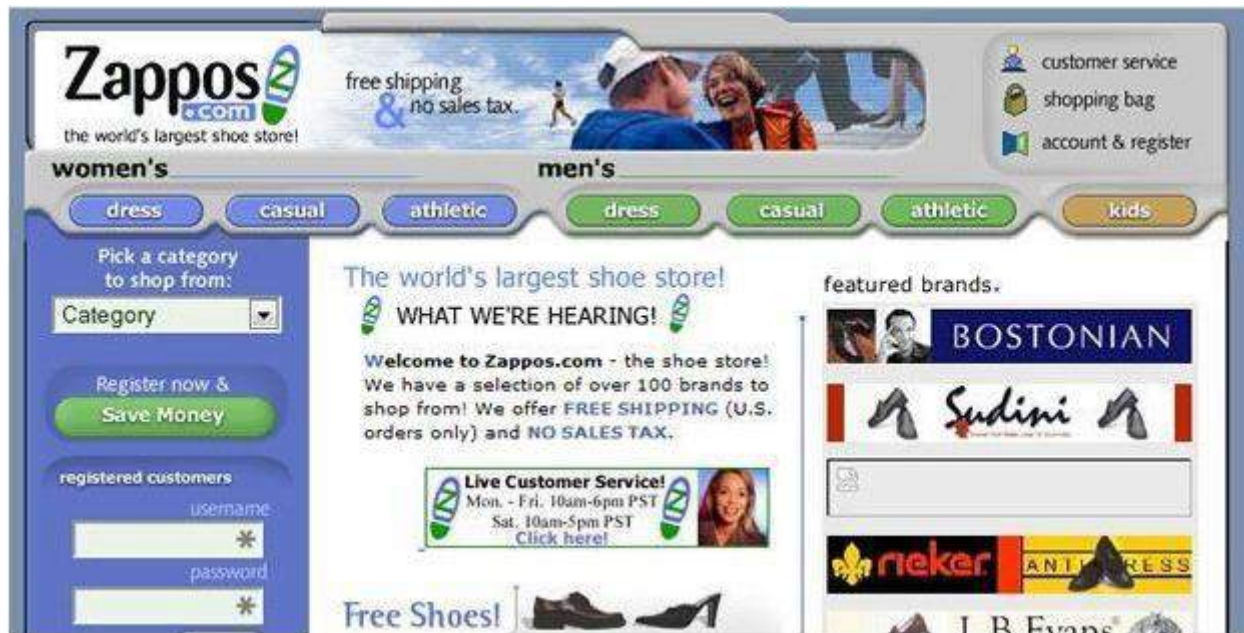 Zappos
.com
the world's largest shoe store!
free shipping
& no sales tax.
customer service
shopping bag
account & register
women's
men's
dress
casual
athletic
dress
casual
athletic
kids
Pick a category
to shop from:
Category
Register now &
Save Money
registered customers
username
password
The world's largest shoe store!
WHAT WE'RE HEARING!
Welcome to Zappos.com - the shoe store!
We have a selection of over 100 brands to
shop from! We offer FREE SHIPPING (U.S.
orders only) and NO SALES TAX.
Live Customer Service!
Mon. - Fri. 10am-6pm PST
Sat. 10am-5pm PST
Click here!
Free Shoes!
featured brands.
BOSTONIAN
Sudini
rieker
J.B Evans